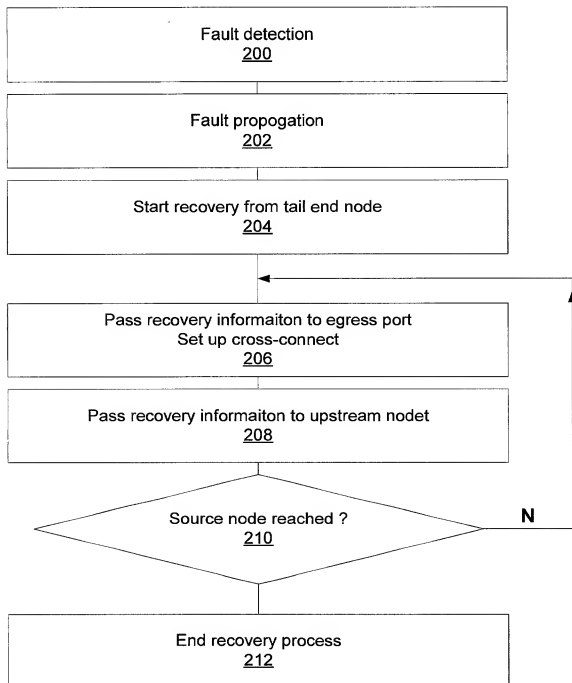 Fault detection
200
Fault propogation
202
Start recovery from tail end node
204
Pass recovery informaiton to egress port
Set up cross-connect
206
Pass recovery informaiton to upstream nodet
208
Source node reached ?
210
N
End recovery process
212